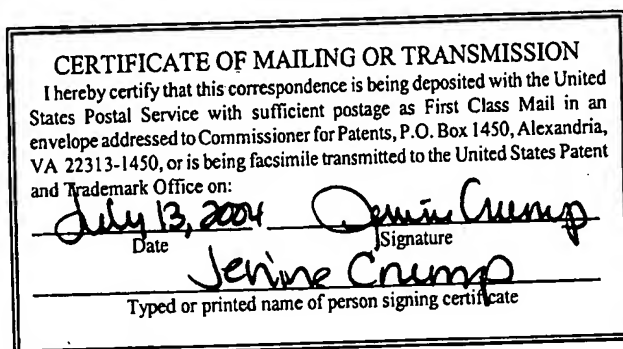 CERTIFICATE OF MAILING OR TRANSMISSION
I hereby certify that this correspondence is being deposited with the United
States Postal Service with sufficient postage as First Class Mail in an
envelope addressed to Commissioner for Patents, P.O. Box 1450, Alexandria,
VA 22313-1450, or is being facsimile transmitted to the United States Patent
and Trademark Office on:
July 13, 2004 Jenine Crump
Date Signature
Jenine Crump
Typed or printed name of person signing certificate